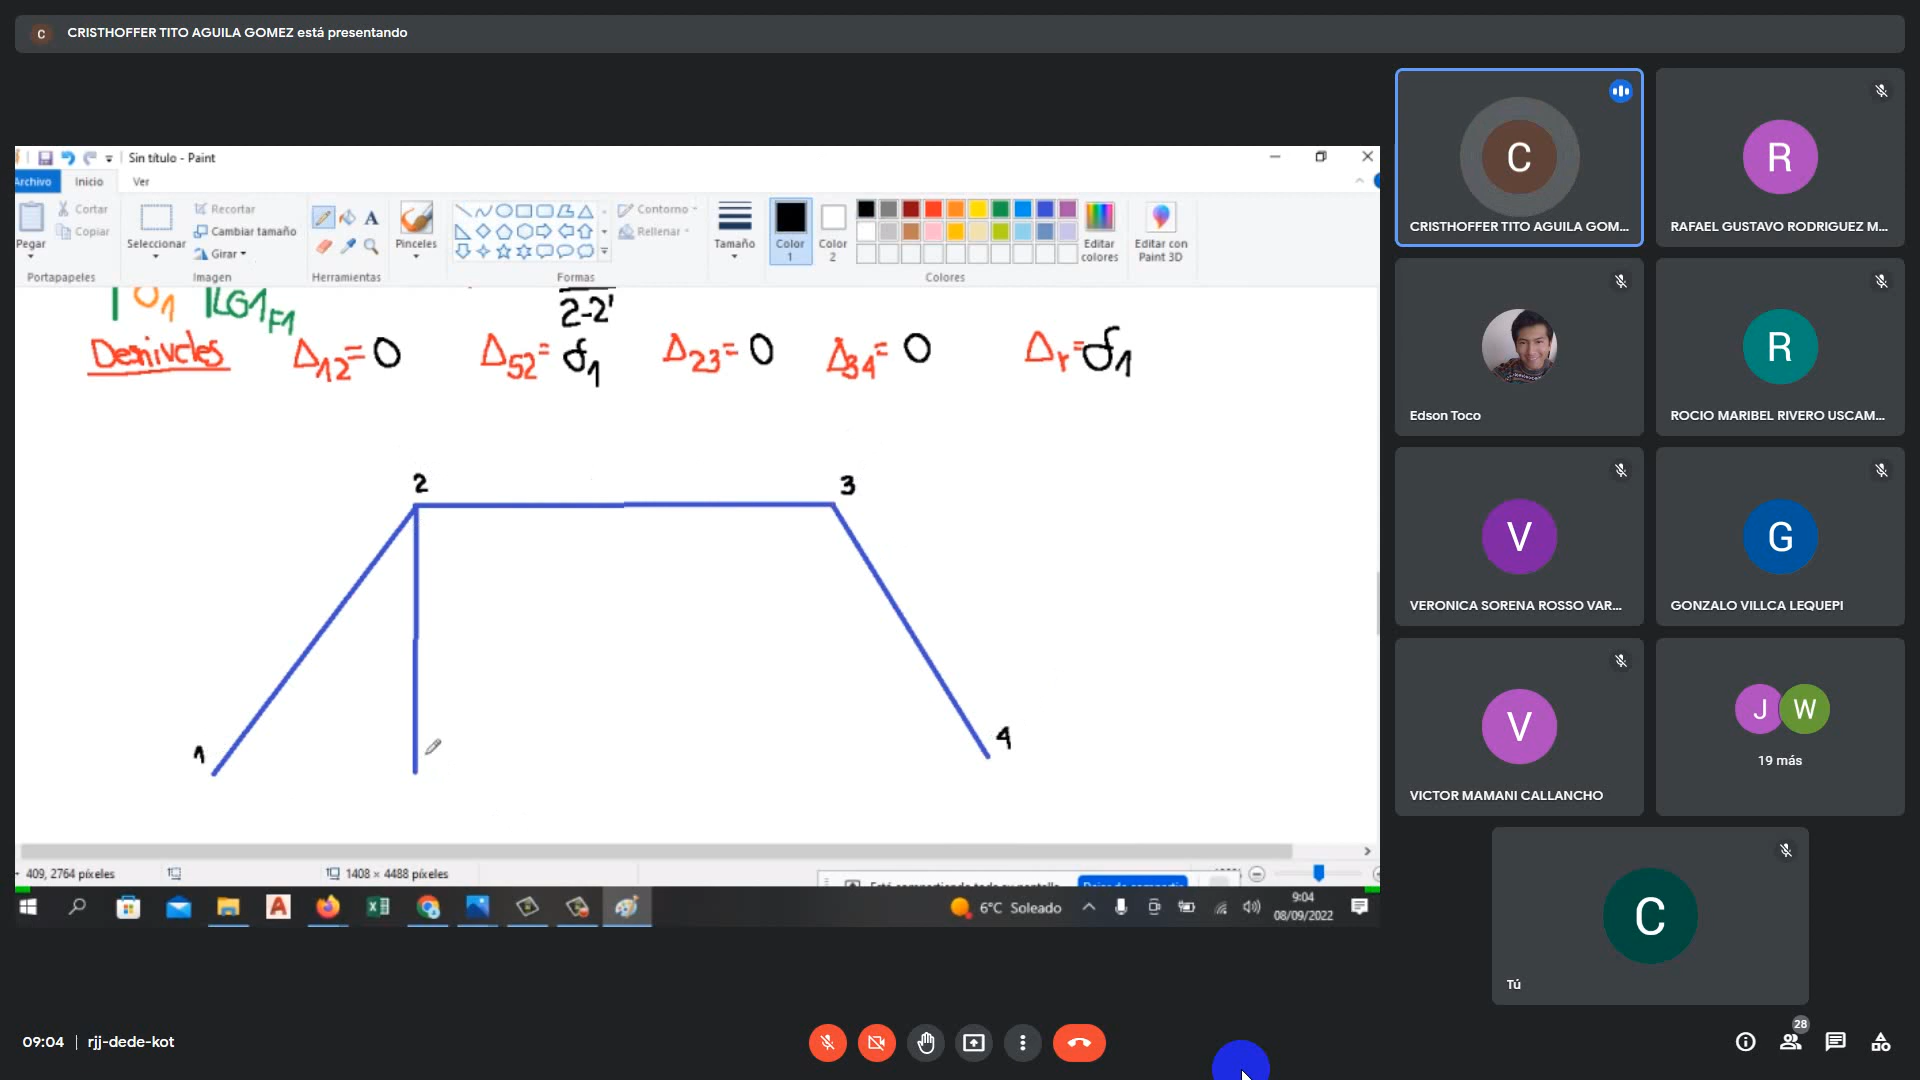 C CRISTHOFFER TITO AGUILA GOMEZ está presentando
Sin título - Paint
Archivo Inicio Ver
Pegar Cortar Copiar Portapapeles
Seleccionar Recortar Cambiar tamaño Girar Imagen
A Herramientas
Pinceles
Formas Contorno Rellenar
Tamaño
Color 1 Color 2 Editar colores Colores
Editar con Paint 3D
σ1 LG1F1 2-2'
Desniveles Δ12=0 Δ52=σ1 Δ23=0 Δ34=0 Δr=σ1
2 3
1 4
409, 2764 píxeles 1408 × 4488 píxeles
6°C Soleado 9:04
08/09/2022
C
CRISTHOFFER TITO AGUILA GOM...
R
RAFAEL GUSTAVO RODRIGUEZ M...
Edson Toco
R
ROCIO MARIBEL RIVERO USCAM...
V
VERONICA SORENA ROSSO VAR...
G
GONZALO VILLCA LEQUEPI
V
VICTOR MAMANI CALLANCHO
J W
19 más
C
Tú
09:04 | rjj-dede-kot
28